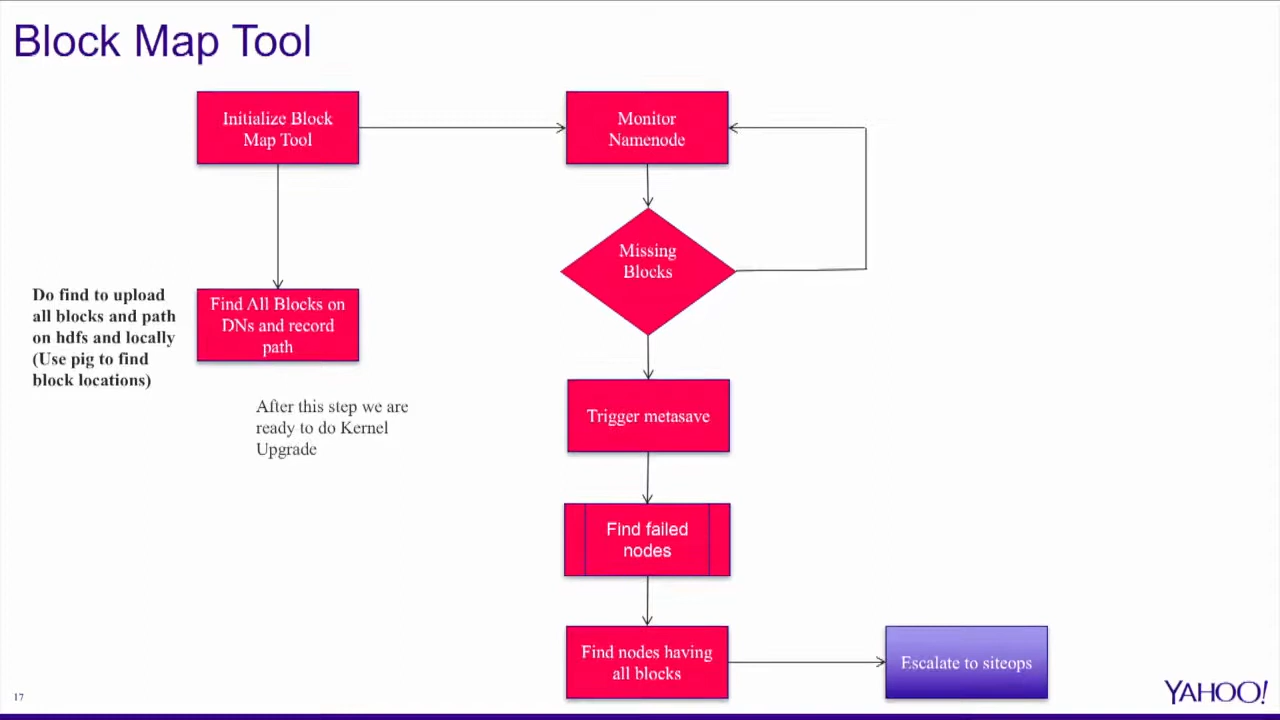 Block Map Tool
Initialize Block
Map Tool
Monitor
Namenode
Missing
Blocks
Do find to upload
all blocks and path
on hdfs and locally
(Use pig to find
block locations)
Find All Blocks on
DNs and record
path
After this step we are
ready to do Kernel
Upgrade
Trigger metasave
Find failed
nodes
Find nodes having
all blocks
Escalate to siteops
17
YAHOO!